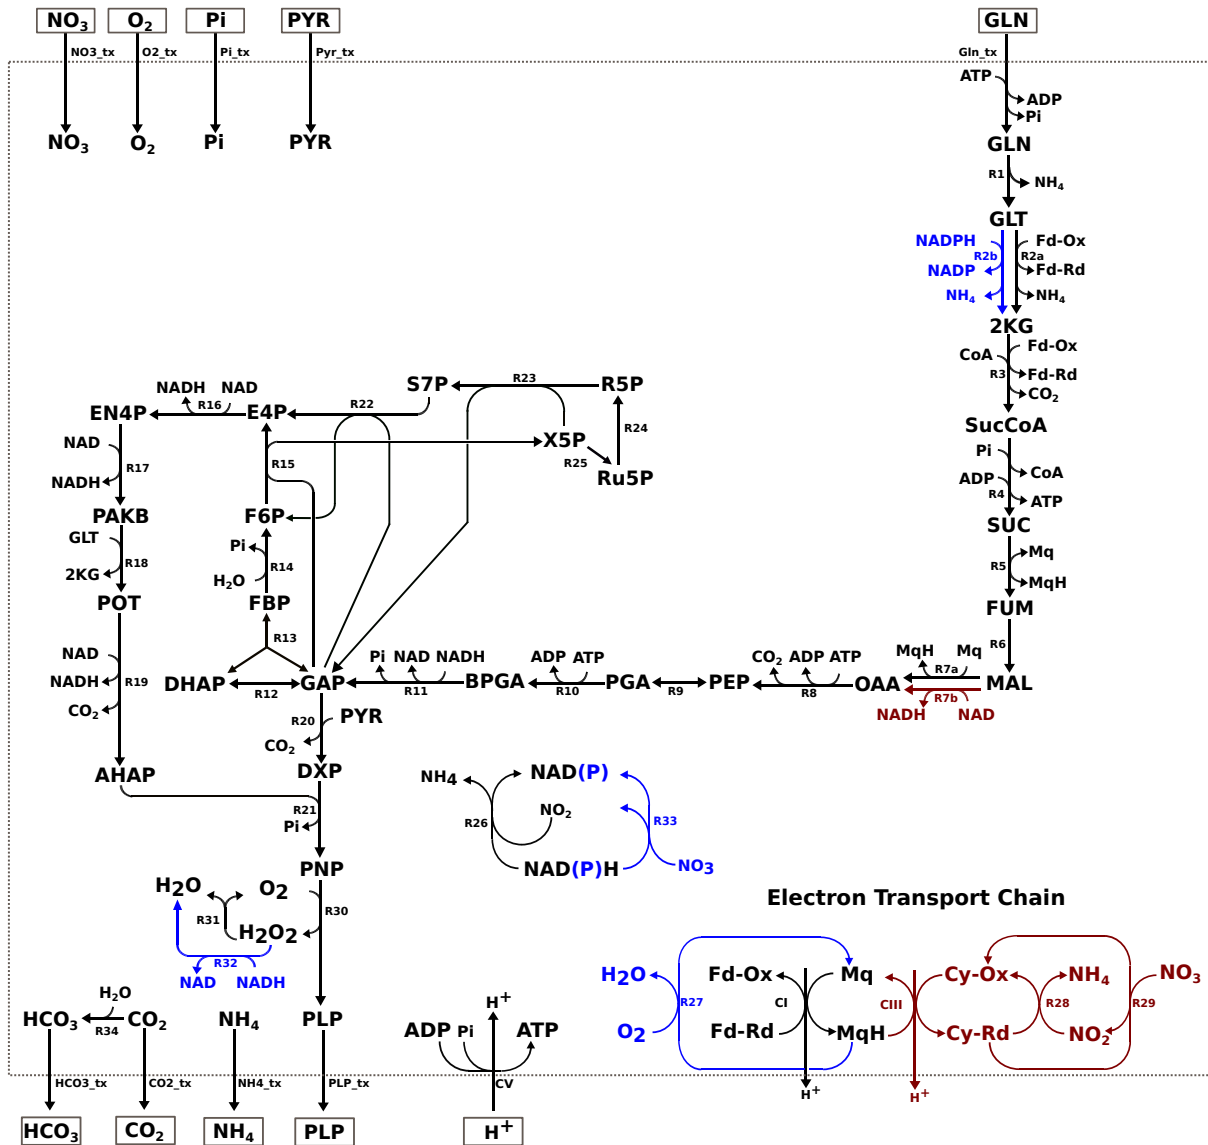 NO3 O2 Pi PYR GLN
NO3_tx O2_tx Pi_tx Pyr_tx Gln_tx
ATP
ADP
Pi
NO3 O2 Pi PYR GLN
R1
NH4
GLT
NADPH Fd-Ox
R2b R2a
NADP Fd-Rd
NH4 NH4
2KG
CoA Fd-Ox
R3 Fd-Rd
CO2
SucCoA
Pi
CoA
ADP
R4 ATP
SUC
Mq
R5
MqH
FUM
R6
S7P R23 R5P
NADH NAD
R16 R22
EN4P E4P
X5P R24
NAD R17 R15 R25
NADH Ru5P
PAKB F6P
GLT Pi
R18 R14
2KG H2O
POT FBP
R13
NAD Pi NAD NADH ADP ATP CO2 ADP ATP MqH Mq
R7a
NADH R19 DHAP R12 GAP R11 BPGA R10 PGA R9 PEP R8 OAA MAL
R7b
CO2 NADH NAD
R20 PYR
CO2
AHAP DXP
NH4 NAD(P)
R21 NO2
Pi R26 R33
PNP NAD(P)H NO3
H2O O2
R31 R30
H2O2
R32
NAD NADH
Electron Transport Chain
H2O Fd-Ox Mq Cy-Ox NH4 NO3
R27 CI CIII R28 R29
O2 Fd-Rd MqH Cy-Rd NO2
H+ H+
H2O
HCO3 R34 CO2 NH4 PLP
H+
ADP Pi ATP
CV
HCO3_tx CO2_tx NH4_tx PLP_tx
HCO3 CO2 NH4 PLP H+